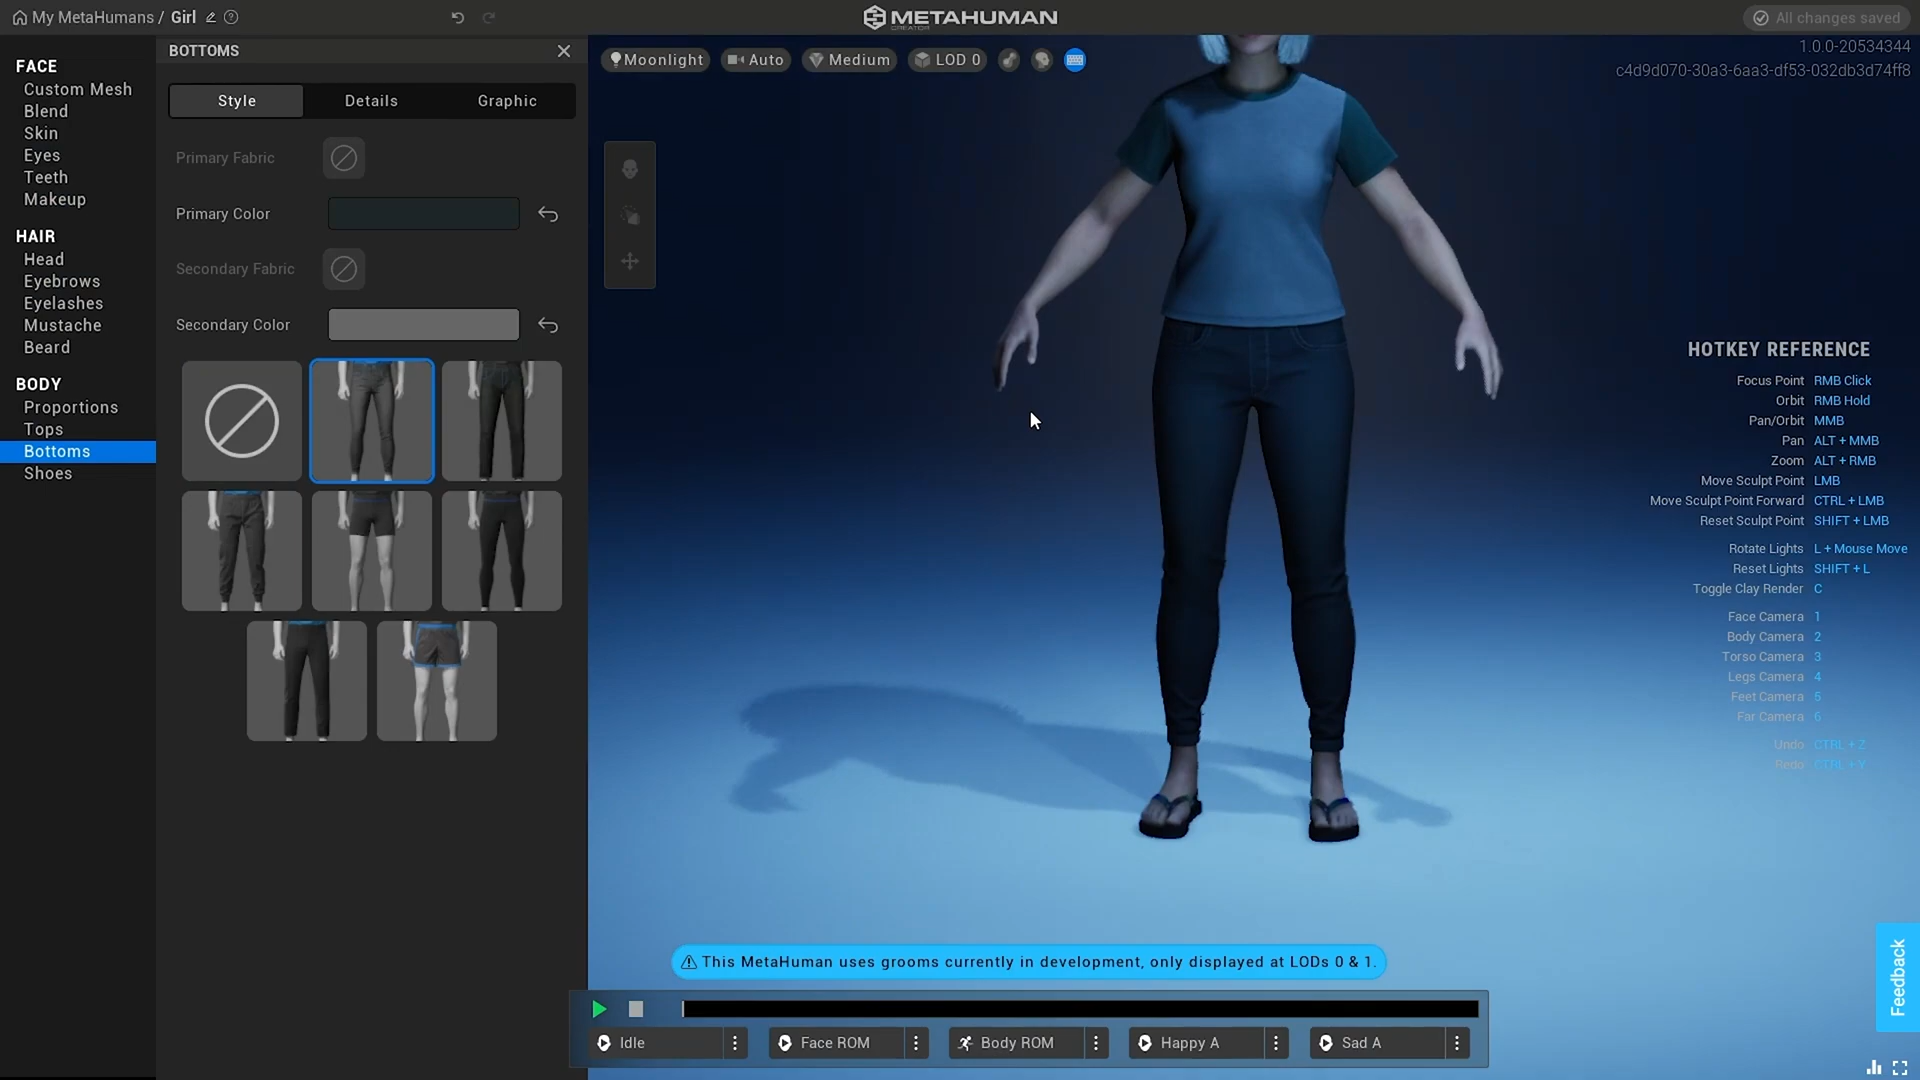 My MetaHumans / Girl
METAHUMAN
CREATOR
All changes saved
1.0.0-20534344
c4d9d070-30a3-6aa3-df53-032db3d74ff8
FACE
Custom Mesh
Blend
Skin
Eyes
Teeth
Makeup
HAIR
Head
Eyebrows
Eyelashes
Mustache
Beard
BODY
Proportions
Tops
Bottoms
Shoes
BOTTOMS
Style
Details
Graphic
Primary Fabric
Primary Color
Secondary Fabric
Secondary Color
Moonlight
Auto
Medium
LOD 0
HOTKEY REFERENCE
Focus Point RMB Click
Orbit RMB Hold
Pan/Orbit MMB
Pan ALT + MMB
Zoom ALT + RMB
Move Sculpt Point LMB
Move Sculpt Point Forward CTRL + LMB
Reset Sculpt Point SHIFT + LMB
Rotate Lights L + Mouse Move
Reset Lights SHIFT + L
Toggle Clay Render C
Face Camera 1
Body Camera 2
Torso Camera 3
Legs Camera 4
Feet Camera 5
Far Camera 6
Undo CTRL + Z
Redo CTRL + Y
This MetaHuman uses grooms currently in development, only displayed at LODs 0 & 1.
Idle
Face ROM
Body ROM
Happy A
Sad A
Feedback